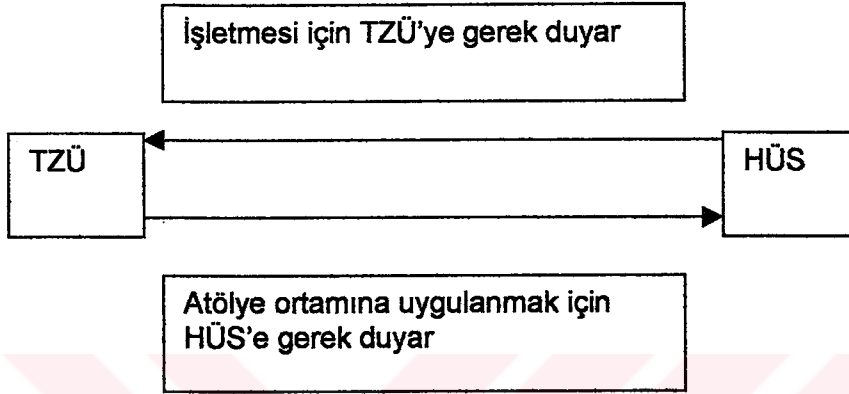 İşletmesi için TZÜ'ye gerek duyar
TZÜ
HÜS
Atölye ortamına uygulanmak için
HÜS'e gerek duyar